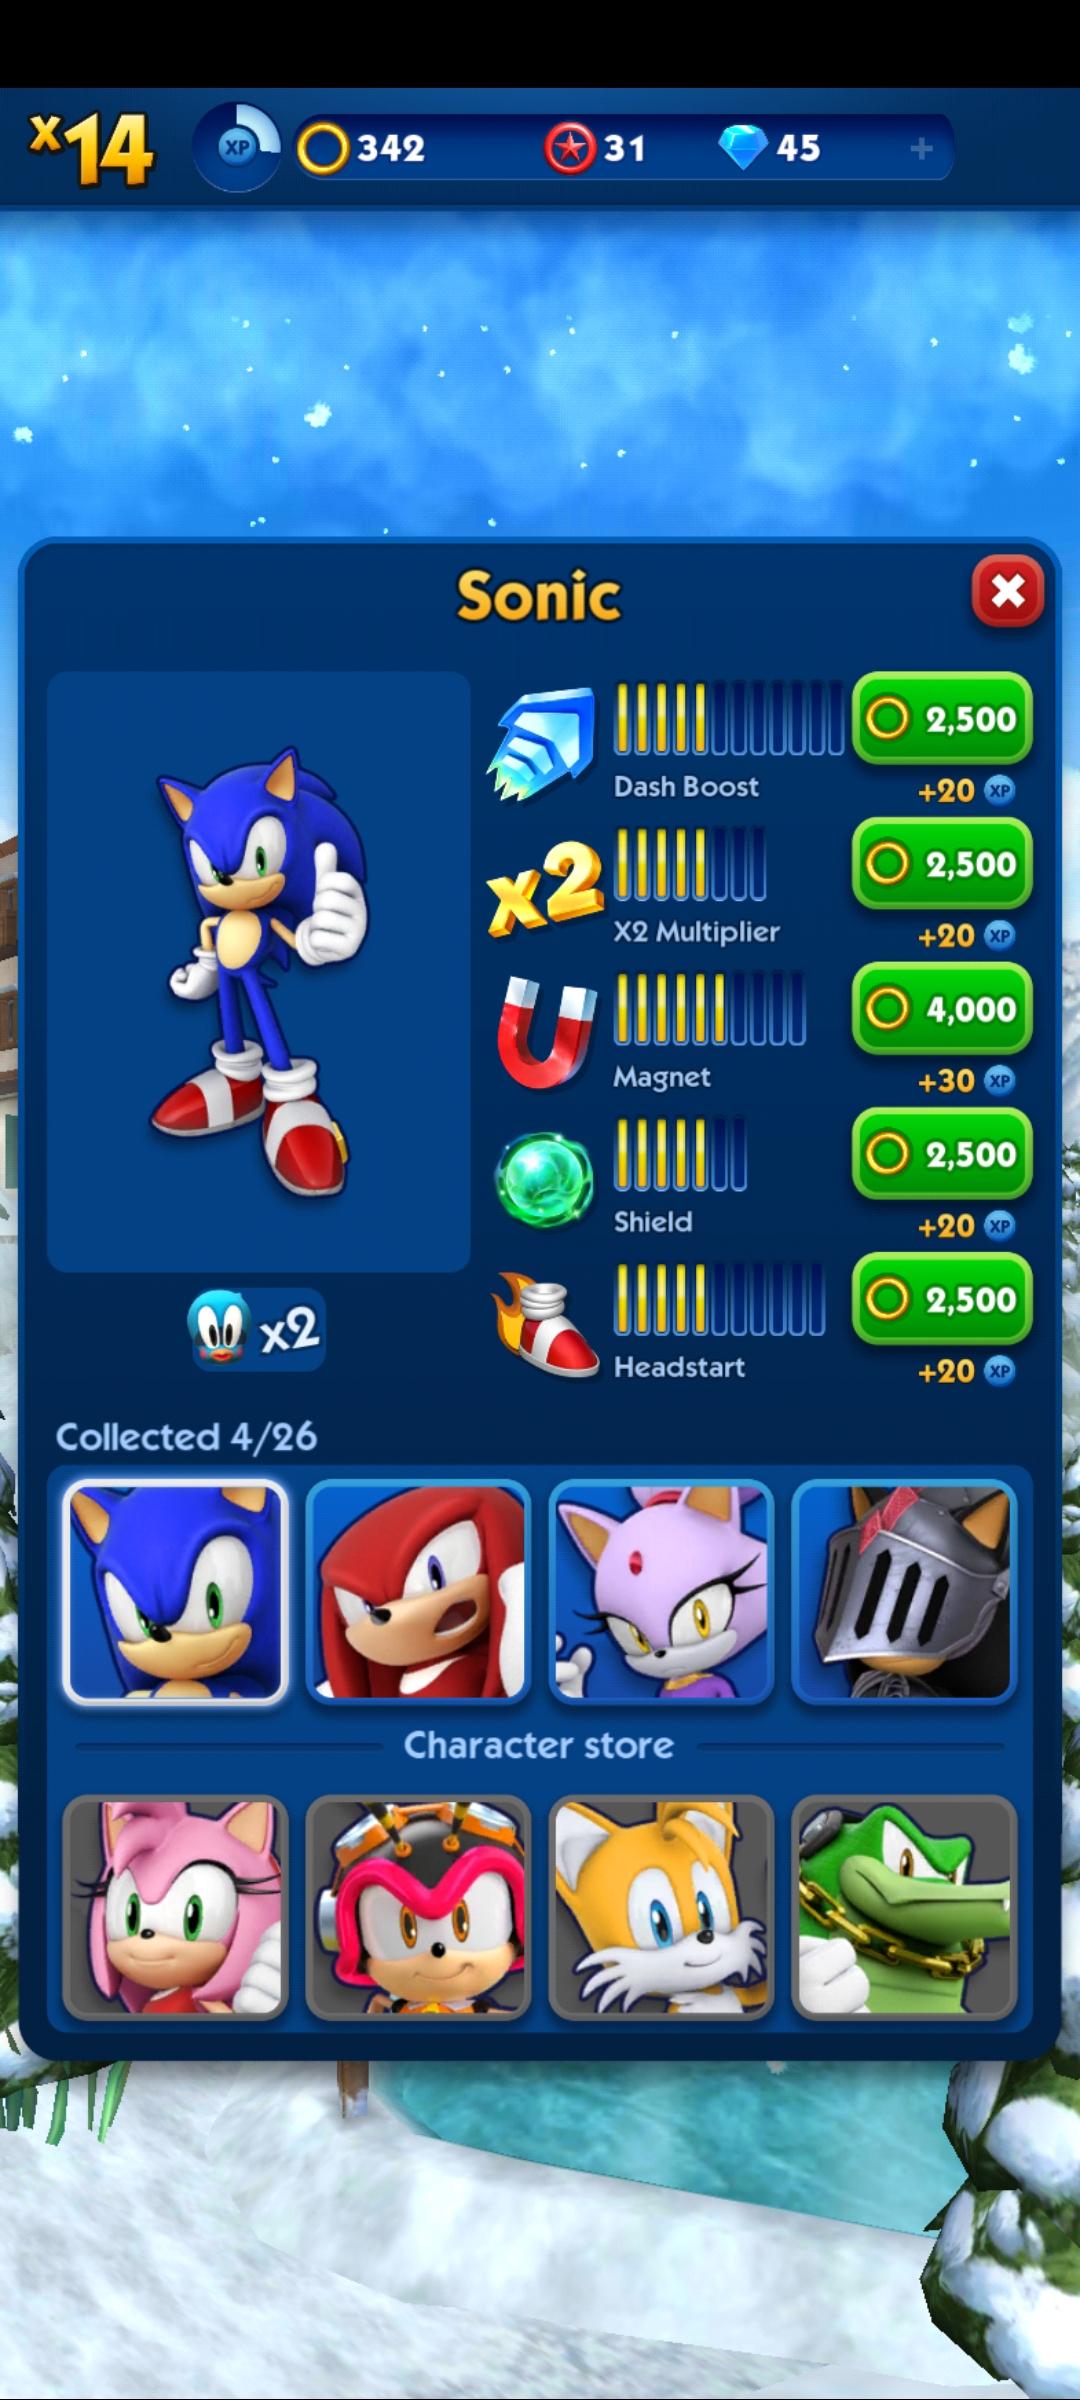 x14 XP 342 31 45 +
Sonic
2,500
Dash Boost +20 XP
x2 2,500
X2 Multiplier +20 XP
4,000
Magnet +30 XP
2,500
Shield +20 XP
x2 2,500
Headstart +20 XP
Collected 4/26
Character store